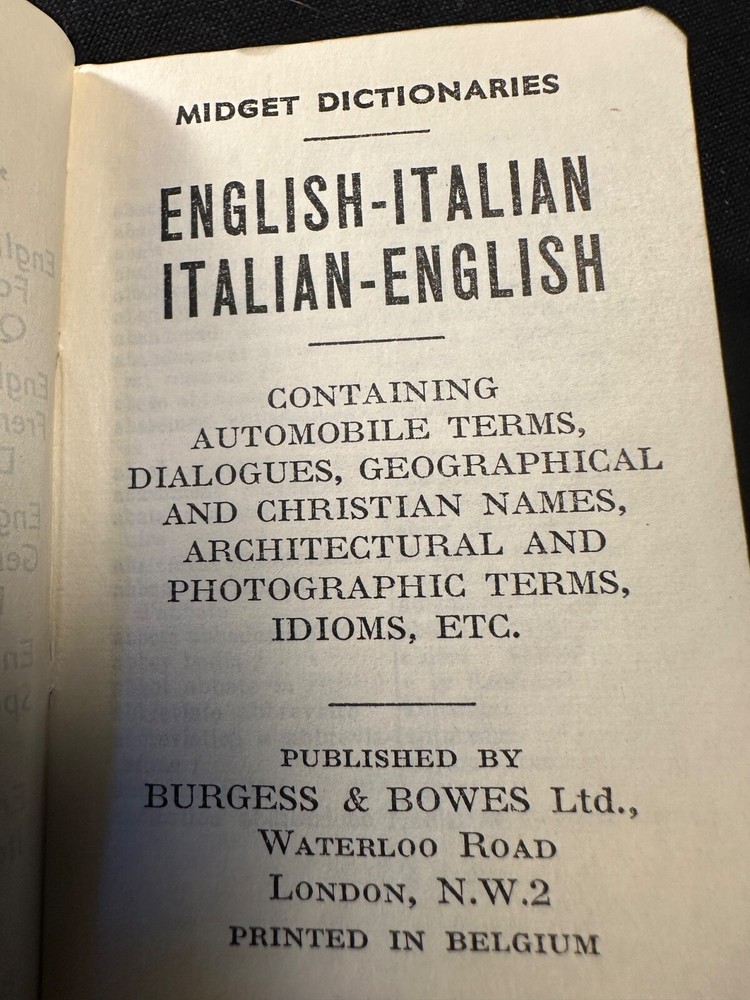 MIDGET DICTIONARIES
ENGLISH-ITALIAN
ITALIAN-ENGLISH
CONTAINING
AUTOMOBILE TERMS,
DIALOGUES, GEOGRAPHICAL
AND CHRISTIAN NAMES,
ARCHITECTURAL AND
PHOTOGRAPHIC TERMS,
IDIOMS, ETC.
PUBLISHED BY
BURGESS & BOWES Ltd.,
WATERLOO ROAD
LONDON, N.W.2
PRINTED IN BELGIUM